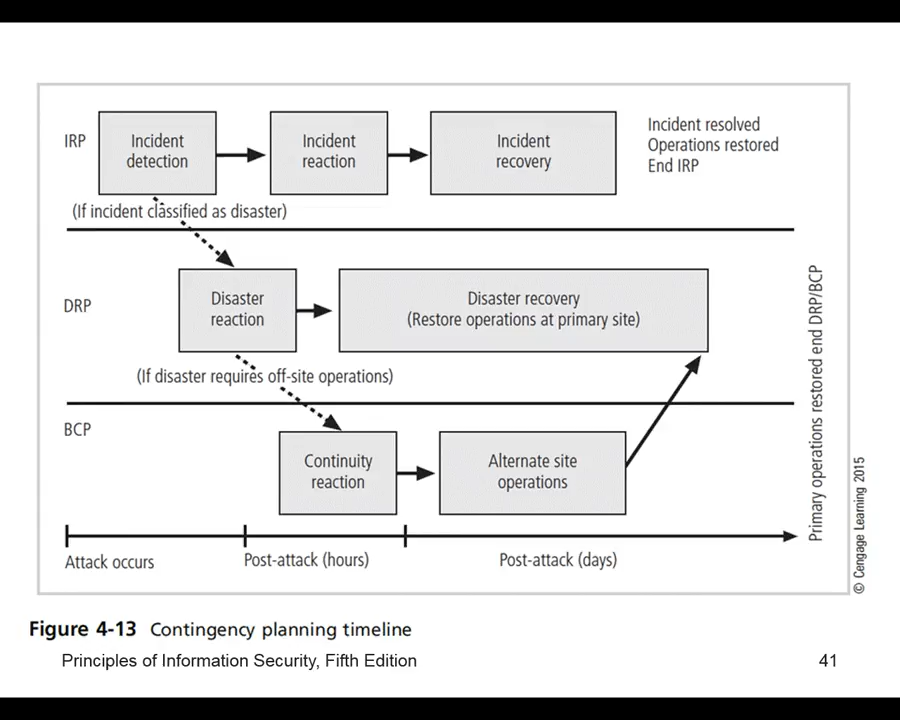 IRP
Incident
detection
Incident
reaction
Incident
recovery
Incident resolved
Operations restored
End IRP
(If incident classified as disaster)
DRP
Disaster
reaction
Disaster recovery
(Restore operations at primary site)
(If disaster requires off-site operations)
BCP
Continuity
reaction
Alternate site
operations
Primary operations restored end DRP/BCP
Attack occurs
Post-attack (hours)
Post-attack (days)
© Cengage Learning 2015
Figure 4-13 Contingency planning timeline
Principles of Information Security, Fifth Edition
41